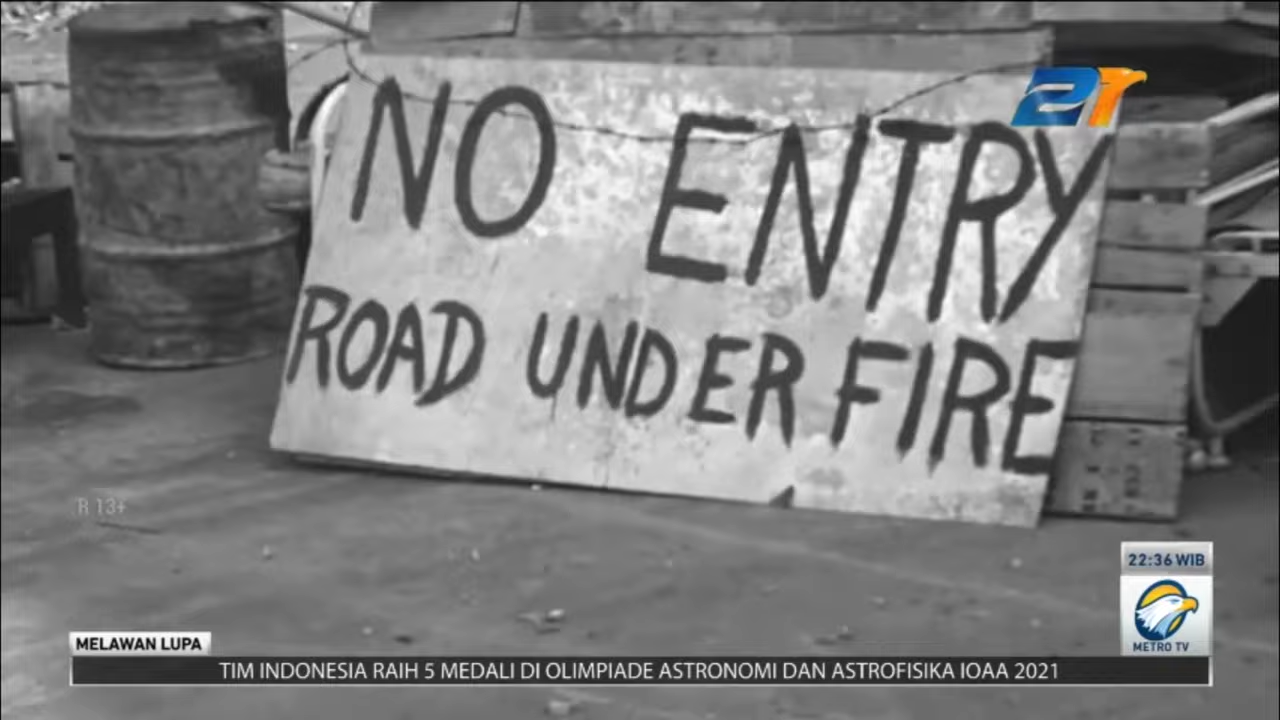 NO ENTRY
ROAD UNDER FIRE
21
R 13+
22:36 WIB
METRO TV
MELAWAN LUPA
TIM INDONESIA RAIH 5 MEDALI DI OLIMPIADE ASTRONOMI DAN ASTROFISIKA IOAA 2021